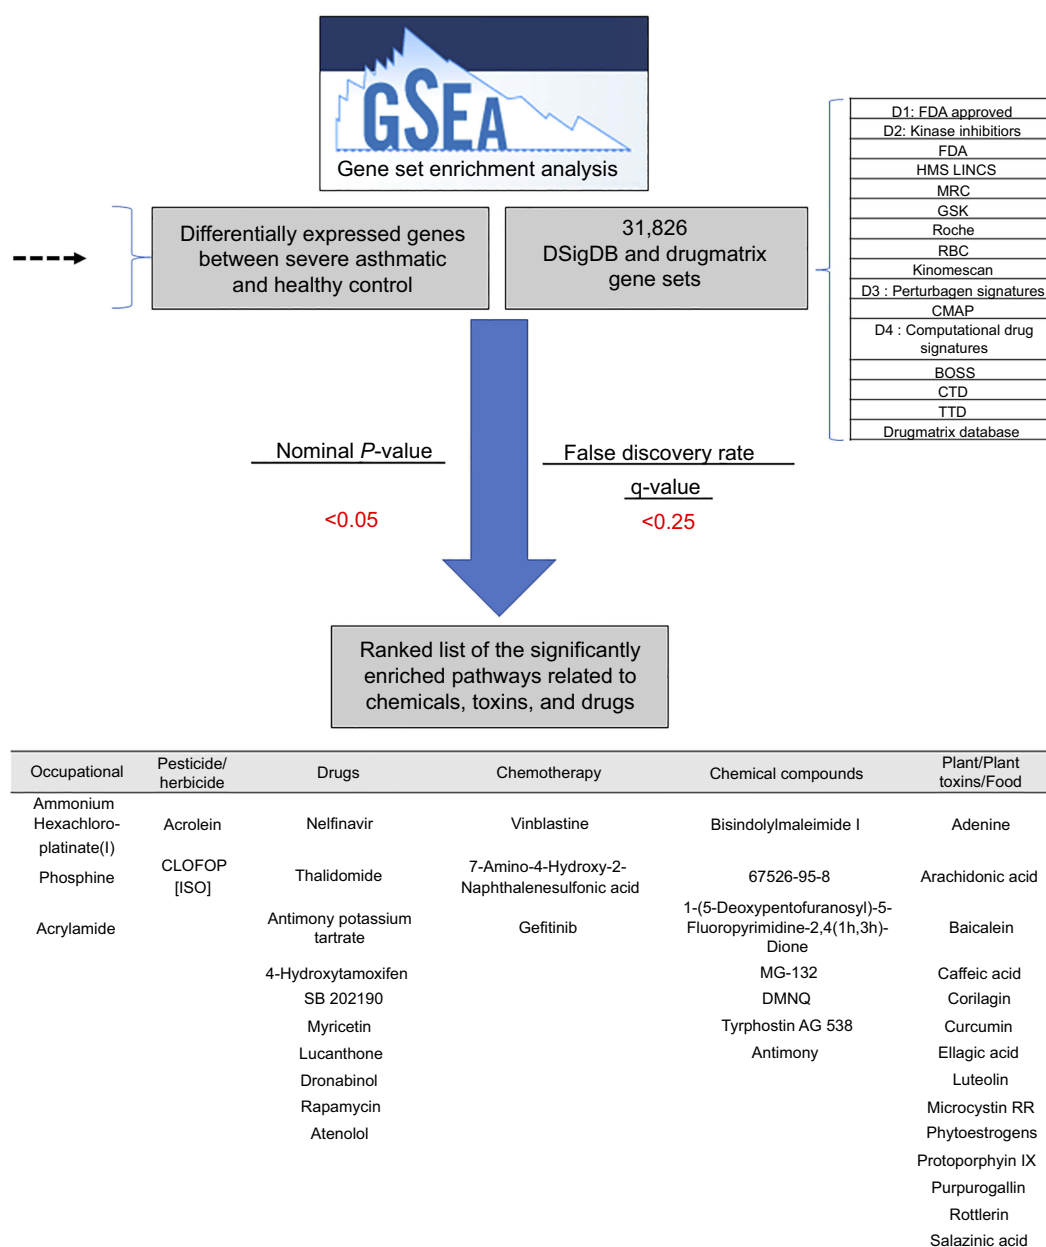 GSEA
Gene set enrichment analysis
Differentially expressed genes
between severe asthmatic
and healthy control
31,826
DSigDB and drugmatrix
gene sets
D1: FDA approved
D2: Kinase inhibitiors
FDA
HMS LINCS
MRC
GSK
Roche
RBC
Kinomescan
D3 : Perturbagen signatures
CMAP
D4 : Computational drug
signatures
BOSS
CTD
TTD
Drugmatrix database
Nominal P-value
<0.05
False discovery rate
q-value
<0.25
Ranked list of the significantly
enriched pathways related to
chemicals, toxins, and drugs
Occupational
Pesticide/
herbicide
Drugs
Chemotherapy
Chemical compounds
Plant/Plant
toxins/Food
Ammonium
Hexachloro-
platinate(I)
Acrolein
Nelfinavir
Vinblastine
Bisindolylmaleimide I
Adenine
Phosphine
CLOFOP
[ISO]
Thalidomide
7-Amino-4-Hydroxy-2-
Naphthalenesulfonic acid
67526-95-8
Arachidonic acid
Acrylamide
Antimony potassium
tartrate
Gefitinib
1-(5-Deoxypentofuranosyl)-5-
Fluoropyrimidine-2,4(1h,3h)-
Dione
Baicalein
4-Hydroxytamoxifen
MG-132
Caffeic acid
SB 202190
DMNQ
Corilagin
Myricetin
Tyrphostin AG 538
Curcumin
Lucanthone
Antimony
Ellagic acid
Dronabinol
Luteolin
Rapamycin
Microcystin RR
Atenolol
Phytoestrogens
Protoporphyin IX
Purpurogallin
Rottlerin
Salazinic acid